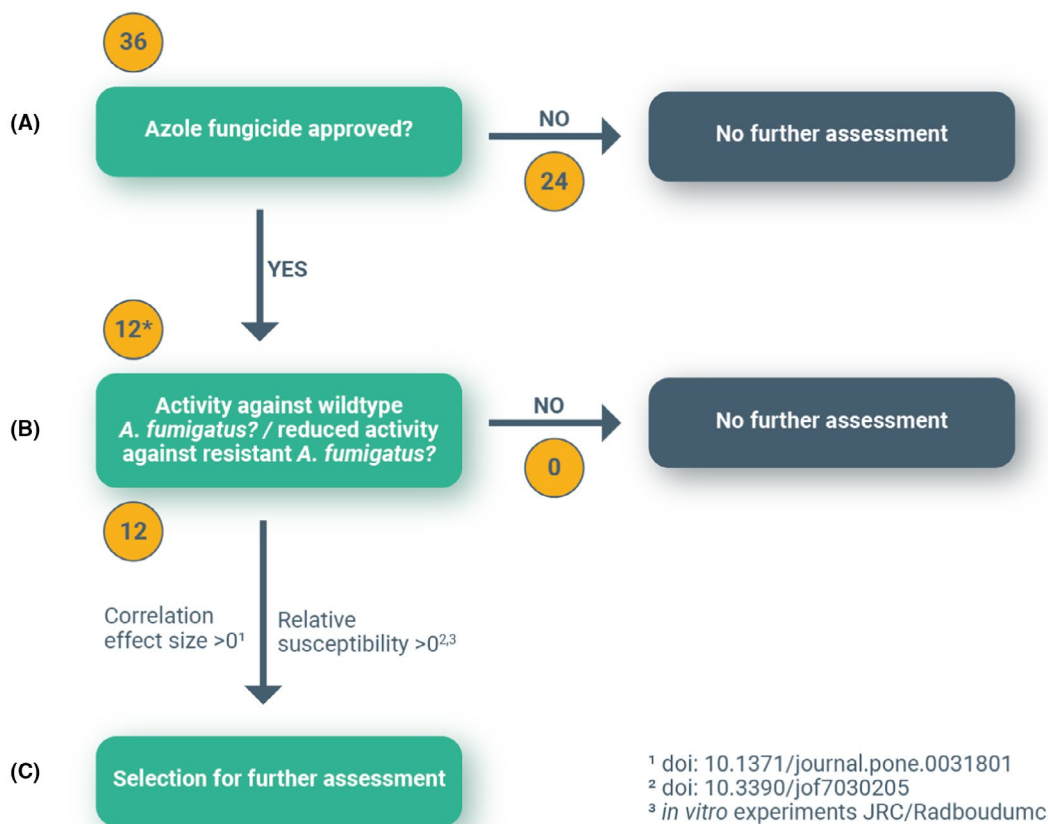 36
(A)
Azole fungicide approved?
NO
24
No further assessment
YES
12*
(B)
Activity against wildtype
A. fumigatus? / reduced activity
against resistant A. fumigatus?
NO
0
No further assessment
12
Correlation
effect size >0¹
Relative
susceptibility >0²,³
(C)
Selection for further assessment
¹ doi: 10.1371/journal.pone.0031801
² doi: 10.3390/jof7030205
³ in vitro experiments JRC/Radboudumc